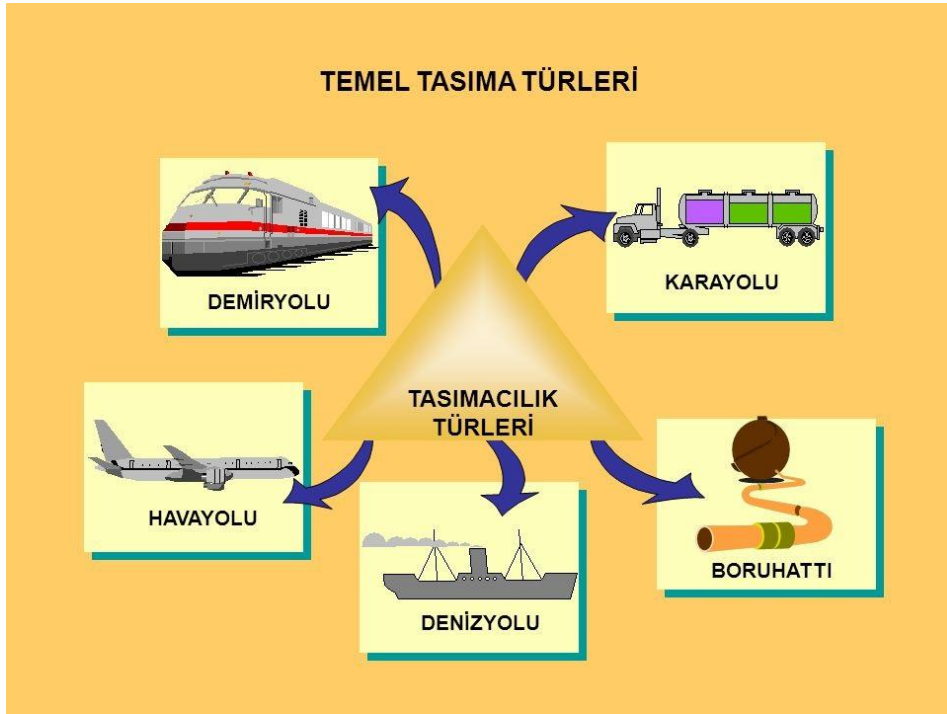 TEMEL TASIMA TÜRLERİ
DEMİRYOLU
KARAYOLU
TASIMACILIK
TÜRLERİ
HAVAYOLU
DENİZYOLU
BORUHATTI